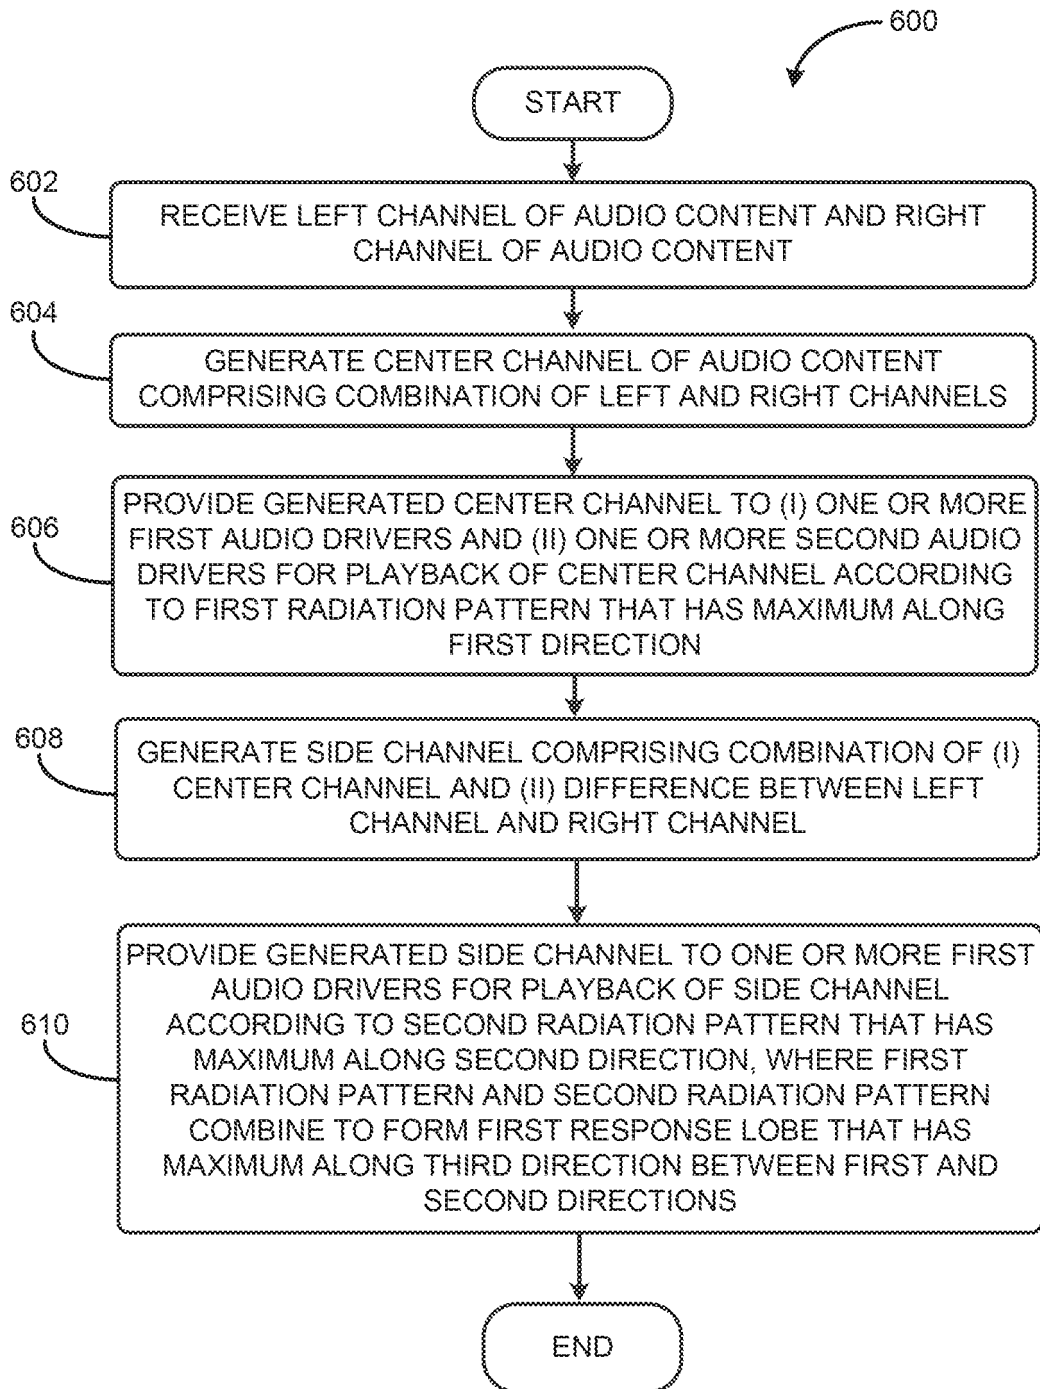 600
START
602
RECEIVE LEFT CHANNEL OF AUDIO CONTENT AND RIGHT
CHANNEL OF AUDIO CONTENT
604
GENERATE CENTER CHANNEL OF AUDIO CONTENT
COMPRISING COMBINATION OF LEFT AND RIGHT CHANNELS
606
PROVIDE GENERATED CENTER CHANNEL TO (I) ONE OR MORE
FIRST AUDIO DRIVERS AND (II) ONE OR MORE SECOND AUDIO
DRIVERS FOR PLAYBACK OF CENTER CHANNEL ACCORDING
TO FIRST RADIATION PATTERN THAT HAS MAXIMUM ALONG
FIRST DIRECTION
608
GENERATE SIDE CHANNEL COMPRISING COMBINATION OF (I)
CENTER CHANNEL AND (II) DIFFERENCE BETWEEN LEFT
CHANNEL AND RIGHT CHANNEL
610
PROVIDE GENERATED SIDE CHANNEL TO ONE OR MORE FIRST
AUDIO DRIVERS FOR PLAYBACK OF SIDE CHANNEL
ACCORDING TO SECOND RADIATION PATTERN THAT HAS
MAXIMUM ALONG SECOND DIRECTION, WHERE FIRST
RADIATION PATTERN AND SECOND RADIATION PATTERN
COMBINE TO FORM FIRST RESPONSE LOBE THAT HAS
MAXIMUM ALONG THIRD DIRECTION BETWEEN FIRST AND
SECOND DIRECTIONS
END